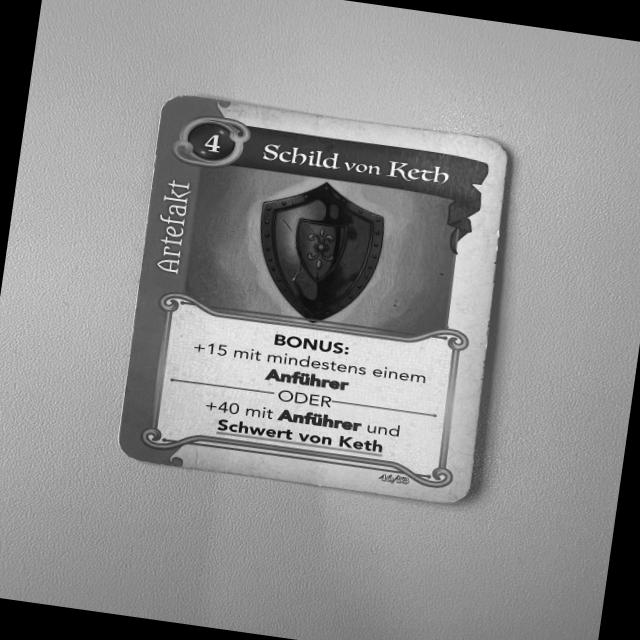 4
Schild von Keth
Artefakt
BONUS:
+15 mit mindestens einem
Anführer
ODER
+40 mit Anführer und
Schwert von Keth